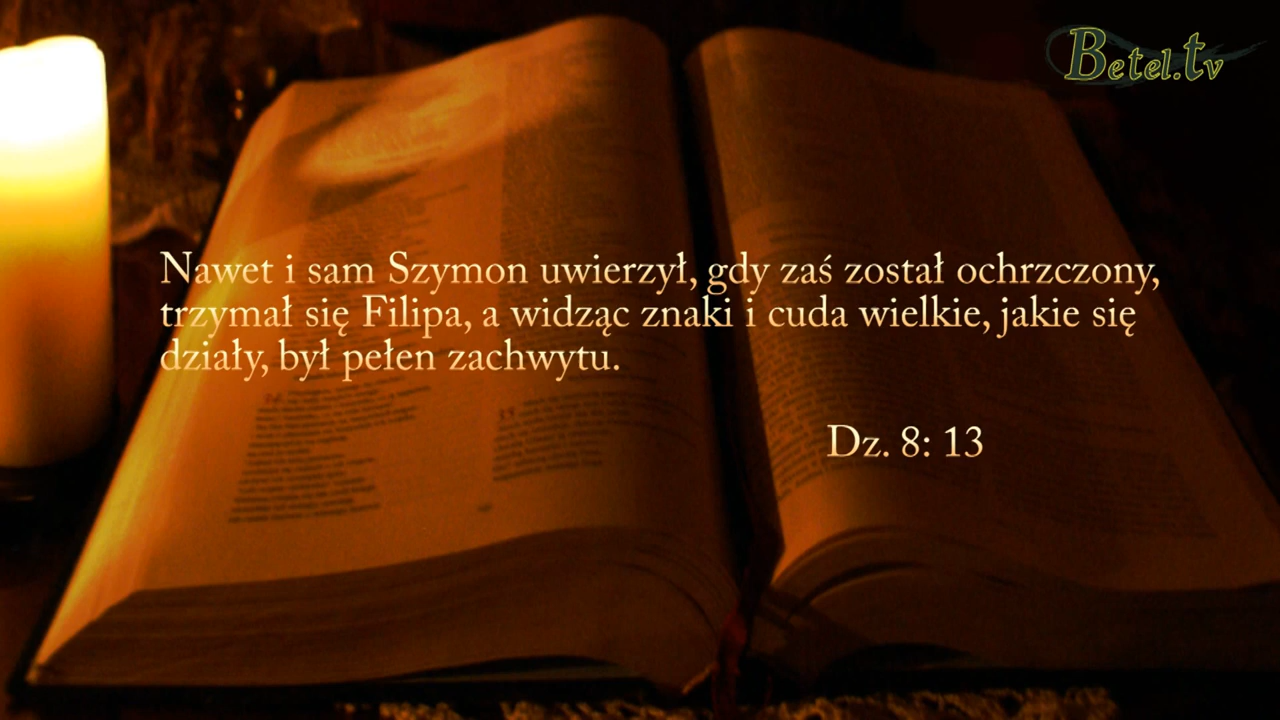 Betel.tv
Nawet i sam Szymon uwierzył, gdy zaś został ochrzczony,
trzymał się Filipa, a widząc znaki i cuda wielkie, jakie się
działy, był pełen zachwytu.
Dz. 8: 13